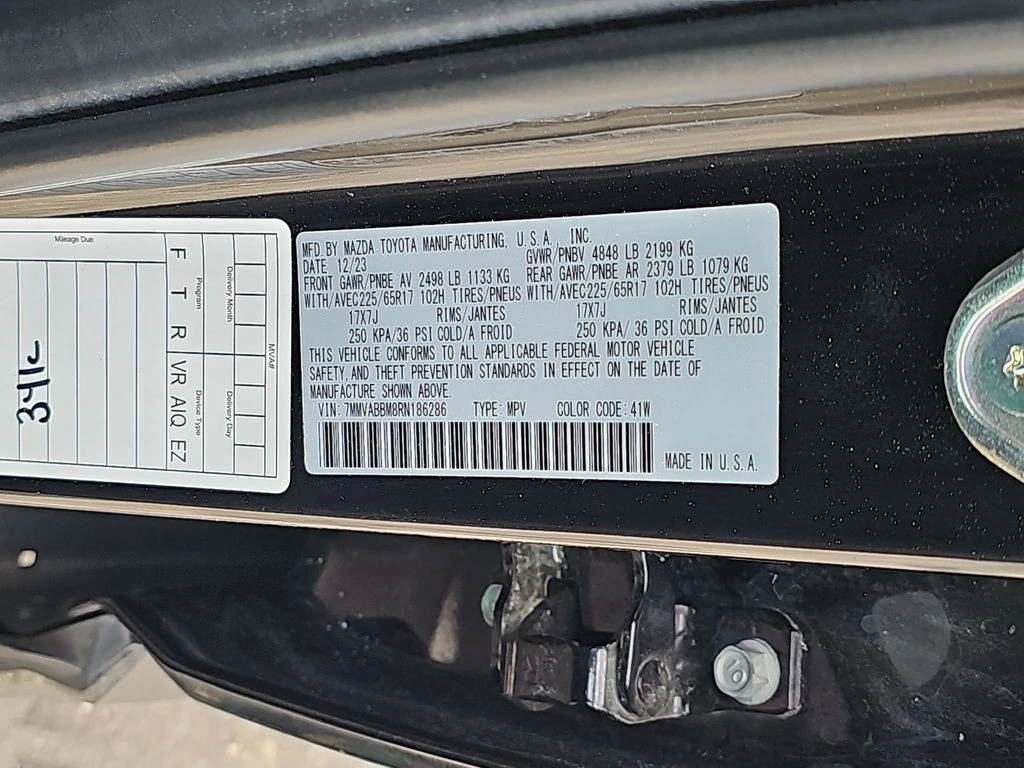 MFD. BY MAZDA TOYOTA MANUFACTURING, U.S.A. INC.
DATE 12/23 GVWR/PNBV 4848 LB 2199 KG
FRONT GAWR/PNBE AV 2498 LB 1133 KG REAR GAWR/PNBE AR 2379 LB 1079 KG
WITH/AVEC225/65R17 102H TIRES/PNEUS WITH/AVEC225/65R17 102H TIRES/PNEUS
17X7J RIMS/JANTES 17X7J RIMS/JANTES
250 KPA/36 PSI COLD/A FROID 250 KPA/ 36 PSI COLD/A FROID
THIS VEHICLE CONFORMS TO ALL APPLICABLE FEDERAL MOTOR VEHICLE
SAFETY, AND THEFT PREVENTION STANDARDS IN EFFECT ON THE DATE OF
MANUFACTURE SHOWN ABOVE.
VIN: 7MMVABBM8RN186286 TYPE: MPV COLOR CODE: 41W
MADE IN U.S.A.
MVA#
Delivery Month Delivery Day
Program Device Type
F T R VR AIQ EZ
Mileage Due